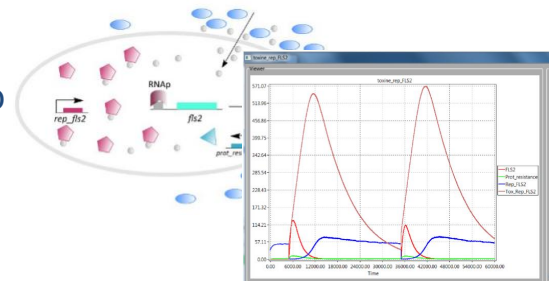 RNAp
rep_fls2
fls2
prot_res
toxine_rep_FLS2
Viewer
toxine_rep_FLS2
571.07
513.96
456.86
399.75
342.64
285.54
228.43
171.32
114.21
57.11
0.00
0.00 6000.00 12000.00 18000.00 24000.00 30000.00 36000.00 42000.00 48000.00 54000.00 60000.00
Time
FLS2
Prot_resistance
Rep_FLS2
Tox_Rep_FLS2